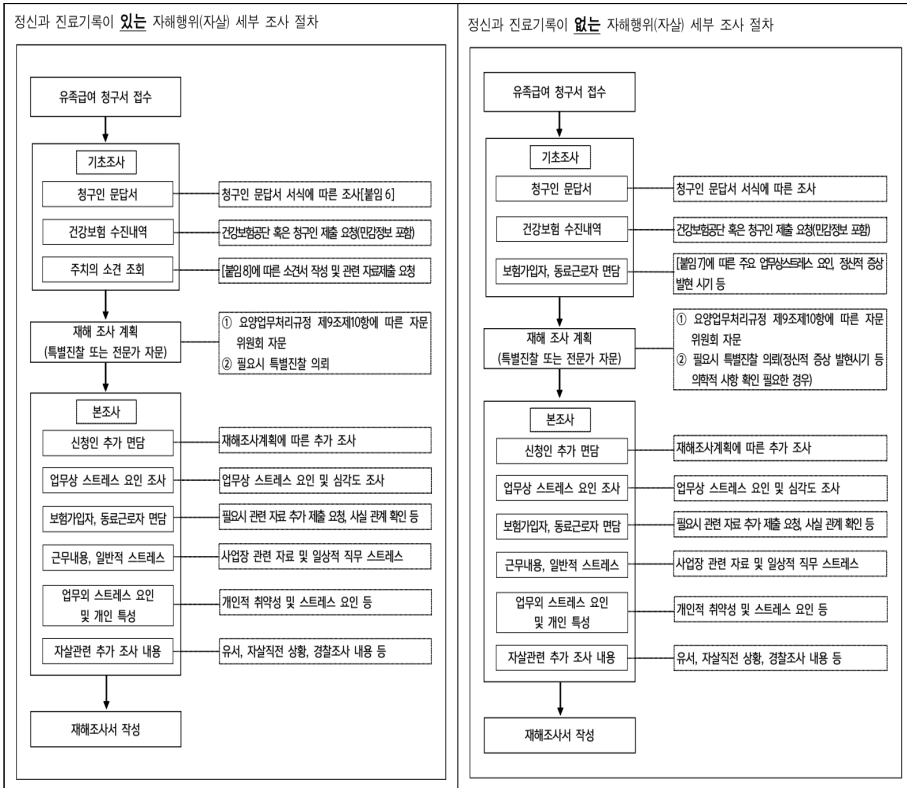 정신과 진료기록이 있는 자해행위(자살) 세부 조사 절차
유족급여 청구서 접수
기초조사
청구인 문답서
청구인 문답서 서식에 따른 조사[붙임 6]
건강보험 수진내역
건강보험공단 혹은 청구인 제출 요청(민감정보 포함)
주치의 소견 조회
[붙임 8]에 따른 소견서 작성 및 관련 자료제출 요청
재해 조사 계획
(특별진찰 또는 전문가 자문)
① 요양업무처리규정 제9조제10항에 따른 자문
위원회 자문
② 필요시 특별진찰 의뢰
본조사
신청인 추가 면담
재해조사계획에 따른 추가 조사
업무상 스트레스 요인 조사
업무상 스트레스 요인 및 심각도 조사
보험가입자, 동료근로자 면담
필요시 관련 자료 추가 제출 요청, 사실 관계 확인 등
근무내용, 일반적 스트레스
사업장 관련 자료 및 일상적 직무 스트레스
업무외 스트레스 요인
및 개인 특성
개인적 취약성 및 스트레스 요인 등
자살관련 추가 조사 내용
유서, 자살직전 상황, 경찰조사 내용 등
재해조사서 작성
정신과 진료기록이 없는 자해행위(자살) 세부 조사 절차
유족급여 청구서 접수
기초조사
청구인 문답서
청구인 문답서 서식에 따른 조사
건강보험 수진내역
건강보험공단 혹은 청구인 제출 요청(민감정보 포함)
보험가입자, 동료근로자 면담
[붙임 7]에 따른 주요 업무상스트레스 요인, 정신적 증상
발현 시기 등
재해 조사 계획
(특별진찰 또는 전문가 자문)
① 요양업무처리규정 제9조제10항에 따른 자문
위원회 자문
② 필요시 특별진찰 의뢰(정신적 증상 발현시기 등
의학적 사항 확인 필요한 경우)
본조사
신청인 추가 면담
재해조사계획에 따른 추가 조사
업무상 스트레스 요인 조사
업무상 스트레스 요인 및 심각도 조사
보험가입자, 동료근로자 면담
필요시 관련 자료 추가 제출 요청, 사실 관계 확인 등
근무내용, 일반적 스트레스
사업장 관련 자료 및 일상적 직무 스트레스
업무외 스트레스 요인
및 개인 특성
개인적 취약성 및 스트레스 요인 등
자살관련 추가 조사 내용
유서, 자살직전 상황, 경찰조사 내용 등
재해조사서 작성